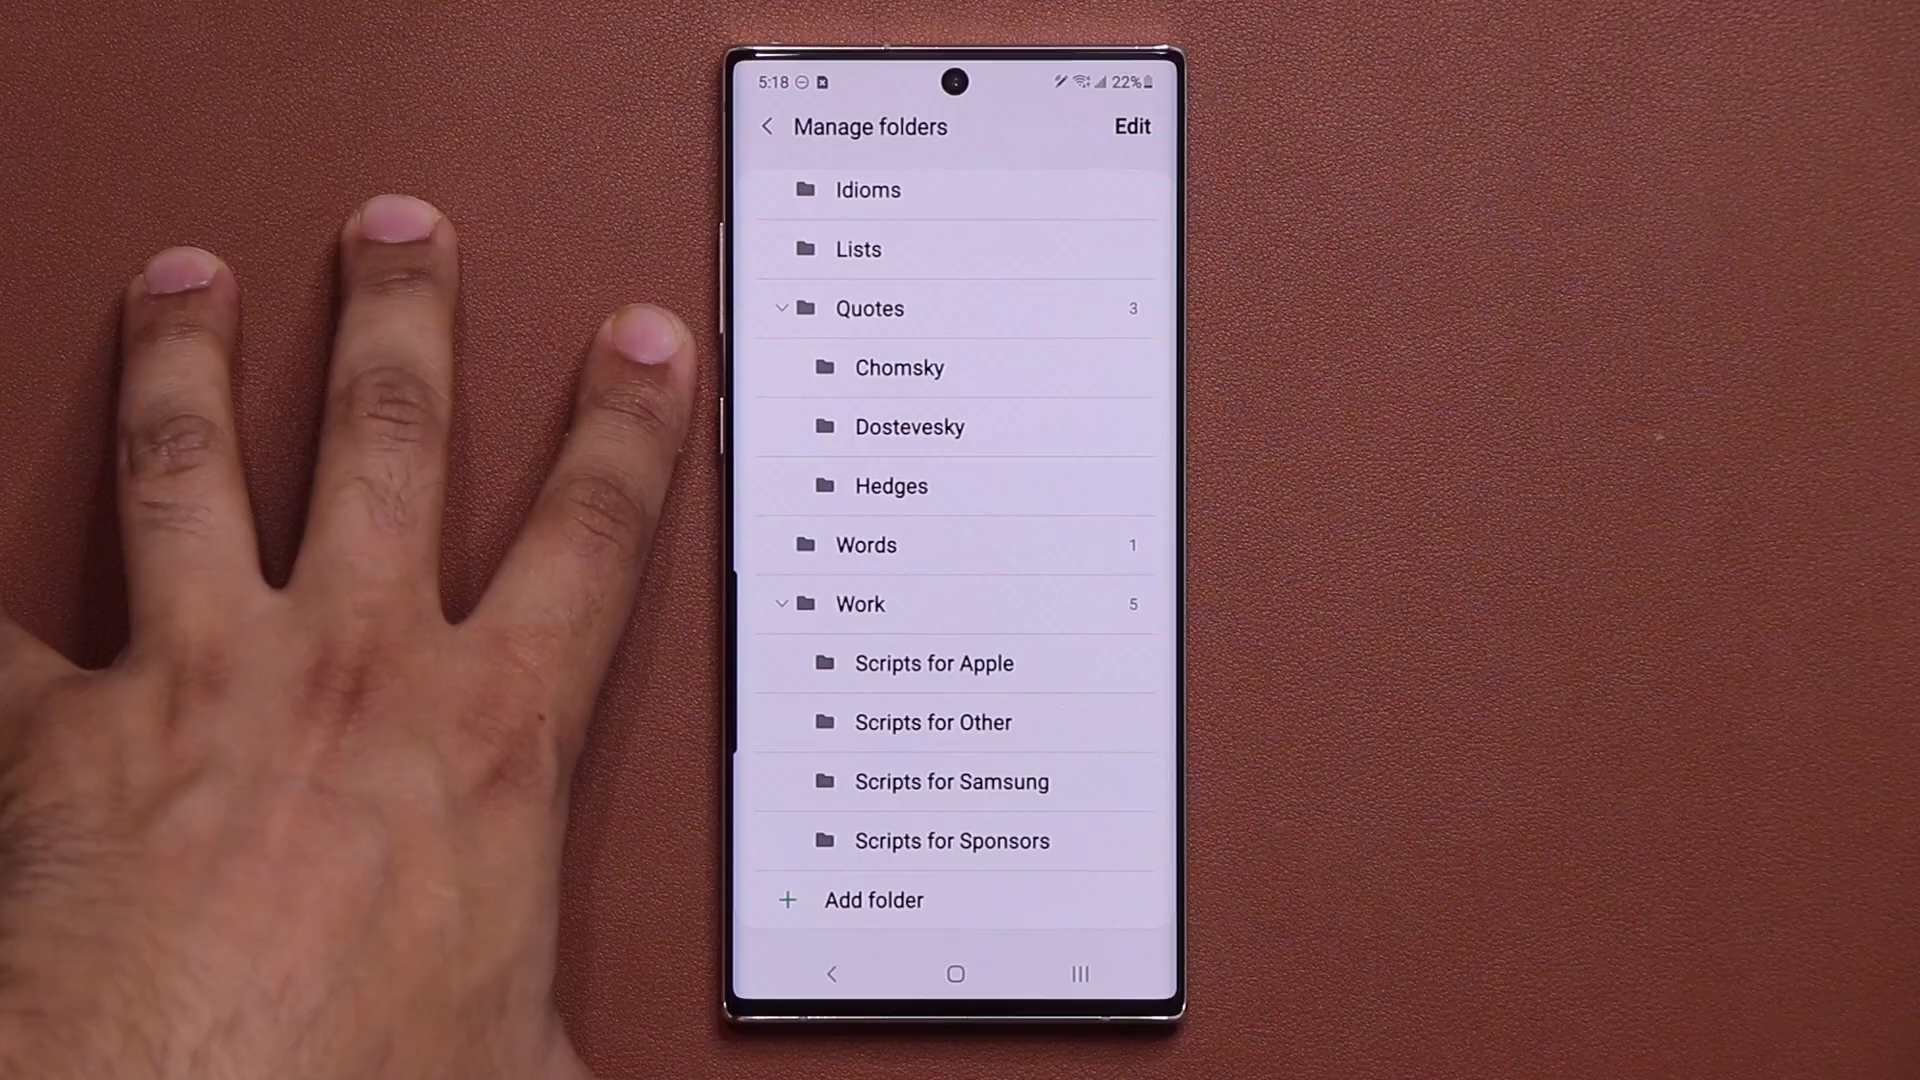 5:18 22%
Manage folders Edit
Idioms
Lists
Quotes 3
Chomsky
Dostevesky
Hedges
Words 1
Work 5
Scripts for Apple
Scripts for Other
Scripts for Samsung
Scripts for Sponsors
+ Add folder